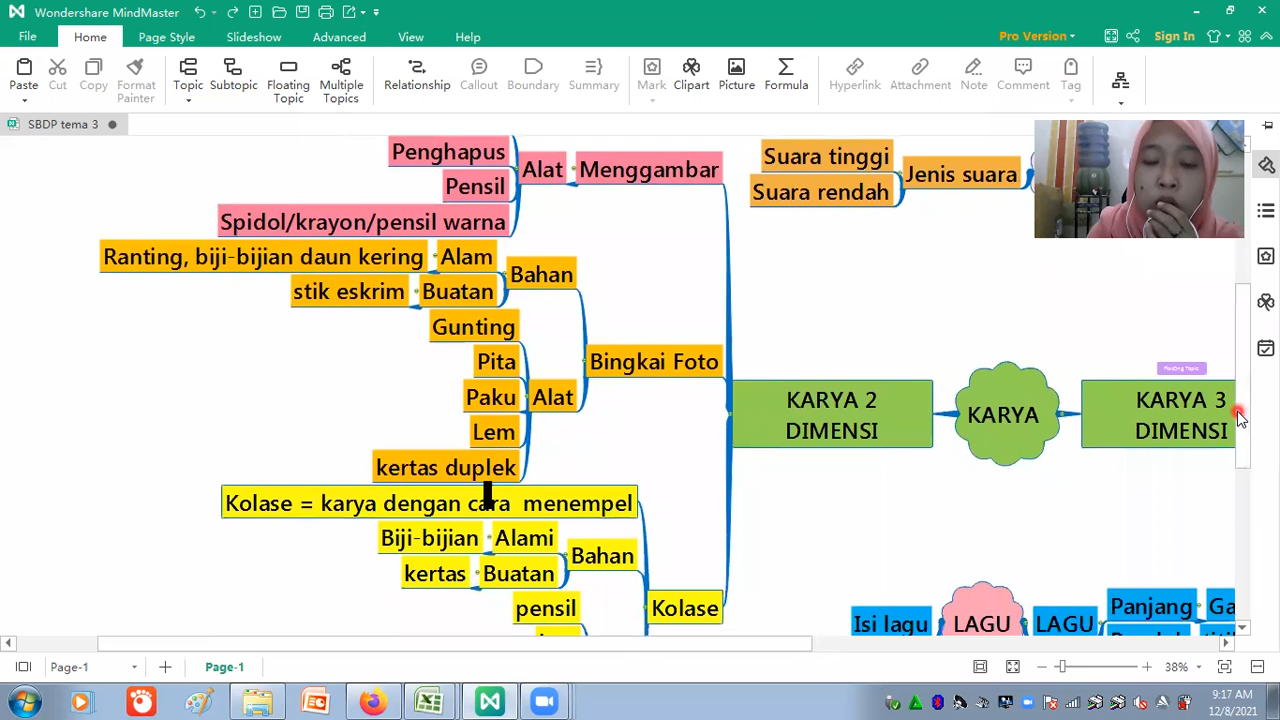 Wondershare MindMaster
File Home Page Style Slideshow Advanced View Help Pro Version Sign In
Paste Cut Copy Format Painter Topic Subtopic Floating Topic Multiple Topics Relationship Callout Boundary Summary Mark Clipart Picture Formula Hyperlink Attachment Note Comment Tag
SBDP tema 3
Penghapus
Pensil
Spidol/krayon/pensil warna
Alat
Menggambar
Ranting, biji-bijian daun kering
Alam
stik eskrim
Buatan
Bahan
Gunting
Pita
Paku
Lem
kertas duplek
Alat
Bingkai Foto
Kolase = karya dengan cara menempel
Biji-bijian
Alami
kertas
Buatan
Bahan
pensil
Kolase
KARYA 2
DIMENSI
KARYA
Floating Topic
KARYA 3
DIMENSI
Suara tinggi
Suara rendah
Jenis suara
Isi lagu
LAGU
LAGU
Panjang
Ga
Page-1
Page-1
38%
9:17 AM
12/8/2021